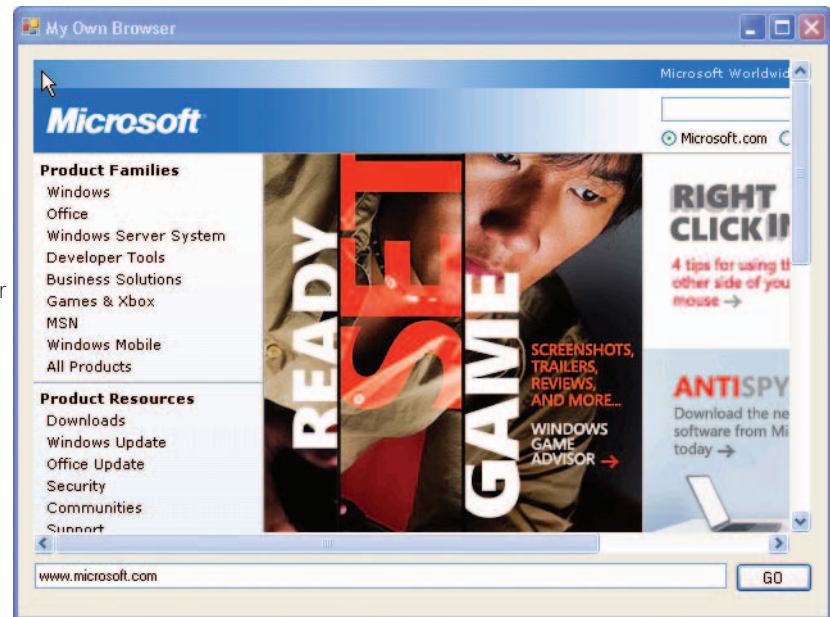 My Own Browser
Microsoft Worldwid
Microsoft
Microsoft.com
Product Families
Windows
Office
Windows Server System
Developer Tools
Business Solutions
Games & Xbox
MSN
Windows Mobile
All Products
Product Resources
Downloads
Windows Update
Office Update
Security
Communities
Support
r
READY
SET
GAME
SCREENSHOTS,
TRAILERS,
REVIEWS,
AND MORE...
WINDOWS
GAME
ADVISOR →
RIGHT
CLICK IN
4 tips for using th
other side of you
mouse →
ANTISPY
Download the ne
software from Mi
today →
www.microsoft.com
GO